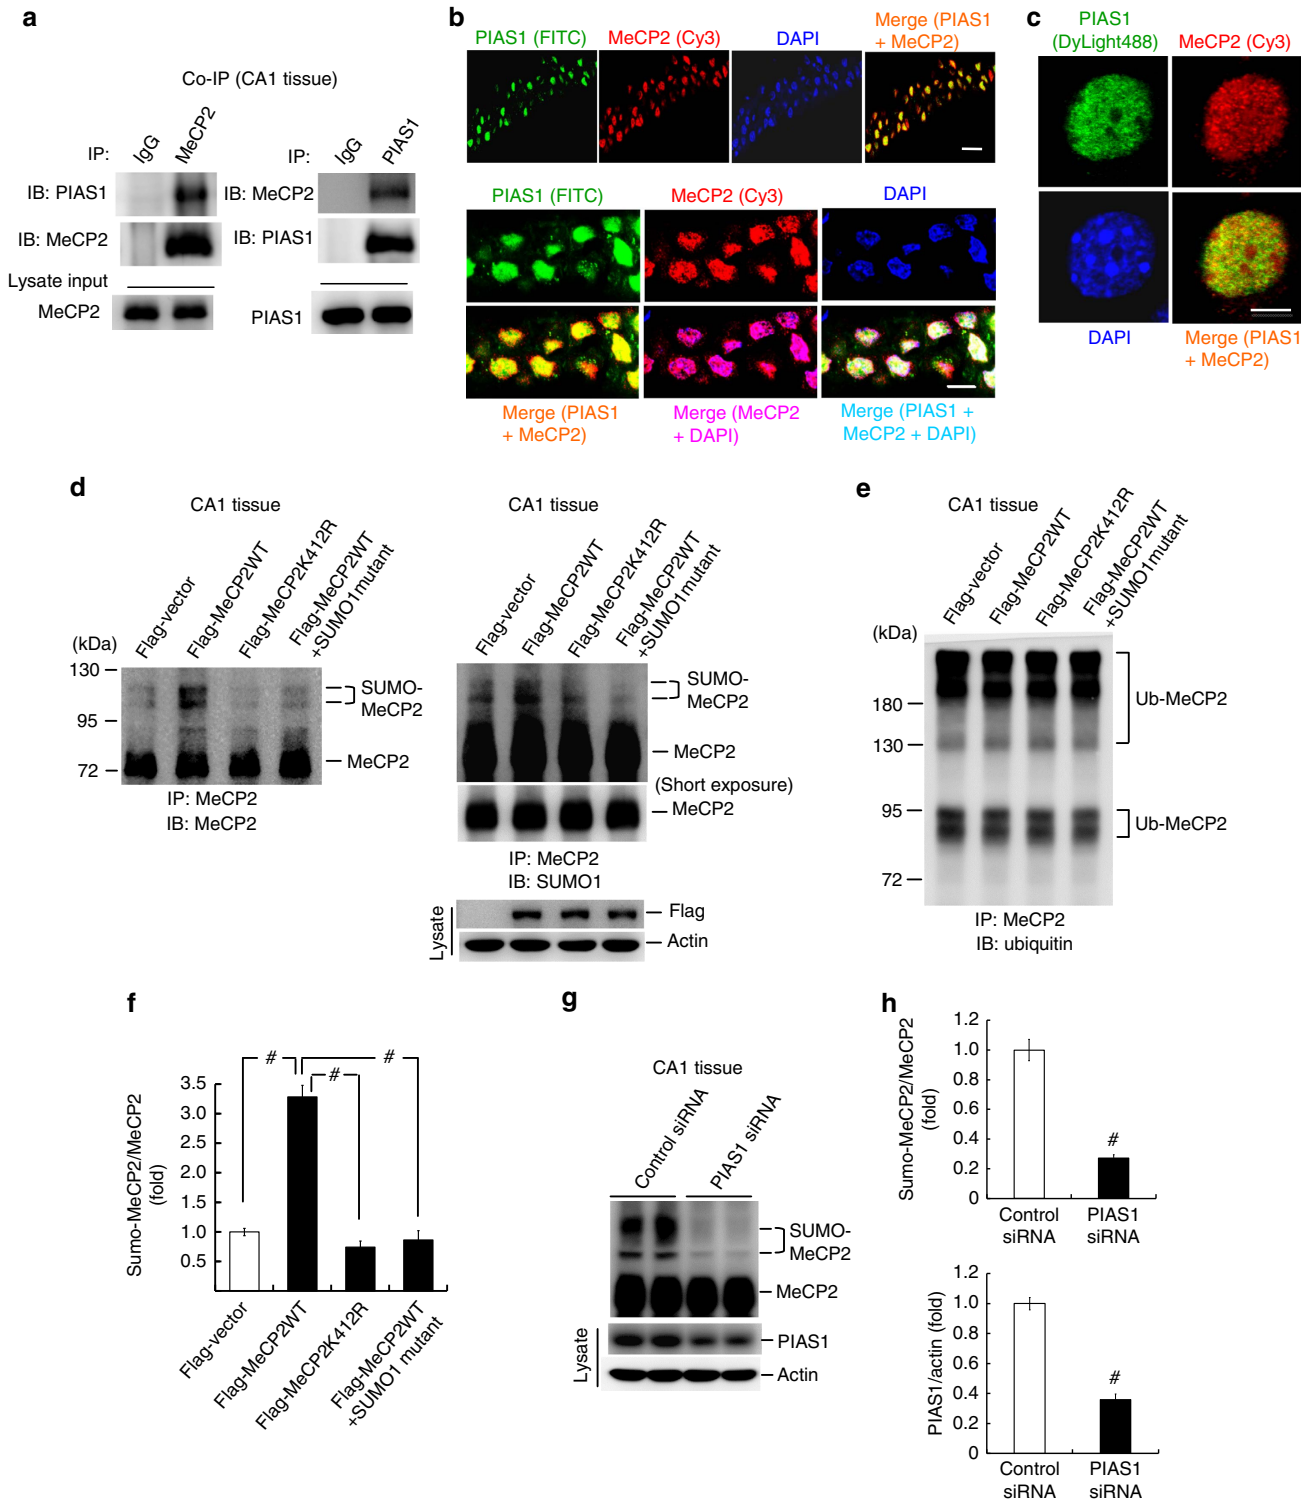 a
Co-IP (CA1 tissue)
IP:
IgG
MeCP2
IB: PIAS1
IB: MeCP2
Lysate input
MeCP2
IP:
IgG
PIAS1
IB: MeCP2
IB: PIAS1
PIAS1
b
PIAS1 (FITC)
MeCP2 (Cy3)
DAPI
Merge (PIAS1
+ MeCP2)
PIAS1 (FITC)
MeCP2 (Cy3)
DAPI
Merge (PIAS1
+ MeCP2)
Merge (MeCP2
+ DAPI)
Merge (PIAS1 +
MeCP2 + DAPI)
c
PIAS1
(DyLight488)
MeCP2 (Cy3)
DAPI
Merge (PIAS1
+ MeCP2)
d
CA1 tissue
Flag-vector
Flag-MeCP2WT
Flag-MeCP2K412R
Flag-MeCP2WT
+SUMO1mutant
(kDa)
130
95
72
SUMO-
MeCP2
MeCP2
IP: MeCP2
IB: MeCP2
CA1 tissue
Flag-vector
Flag-MeCP2WT
Flag-MeCP2K412R
Flag-MeCP2WT
+SUMO1mutant
SUMO-
MeCP2
MeCP2
(Short exposure)
MeCP2
IP: MeCP2
IB: SUMO1
Lysate
Flag
Actin
e
CA1 tissue
Flag-vector
Flag-MeCP2WT
Flag-MeCP2K412R
Flag-MeCP2WT
+SUMO1mutant
(kDa)
180
130
95
72
Ub-MeCP2
Ub-MeCP2
IP: MeCP2
IB: ubiquitin
f
Sumo-MeCP2/MeCP2
(fold)
3.5
3.0
2.5
2.0
1.5
1.0
0.5
#
#
#
Flag-vector
Flag-MeCP2WT
Flag-MeCP2K412R
Flag-MeCP2WT
+SUMO1 mutant
g
CA1 tissue
Control siRNA
PIAS1 siRNA
SUMO-
MeCP2
MeCP2
Lysate
PIAS1
Actin
h
Sumo-MeCP2/MeCP2
(fold)
1.2
1.0
0.8
0.6
0.4
0.2
0
#
Control
siRNA
PIAS1
siRNA
PIAS1/actin (fold)
1.2
1.0
0.8
0.6
0.4
0.2
0
#
Control
siRNA
PIAS1
siRNA